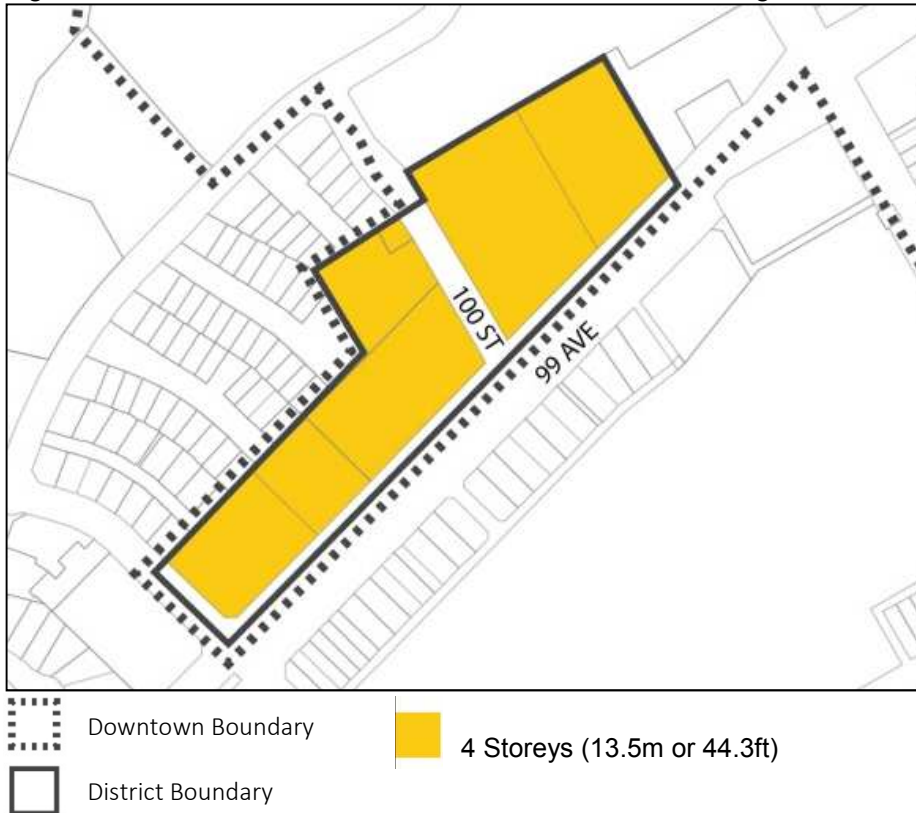 100 ST
99 AVE
Downtown Boundary
4 Storeys (13.5m or 44.3ft)
District Boundary